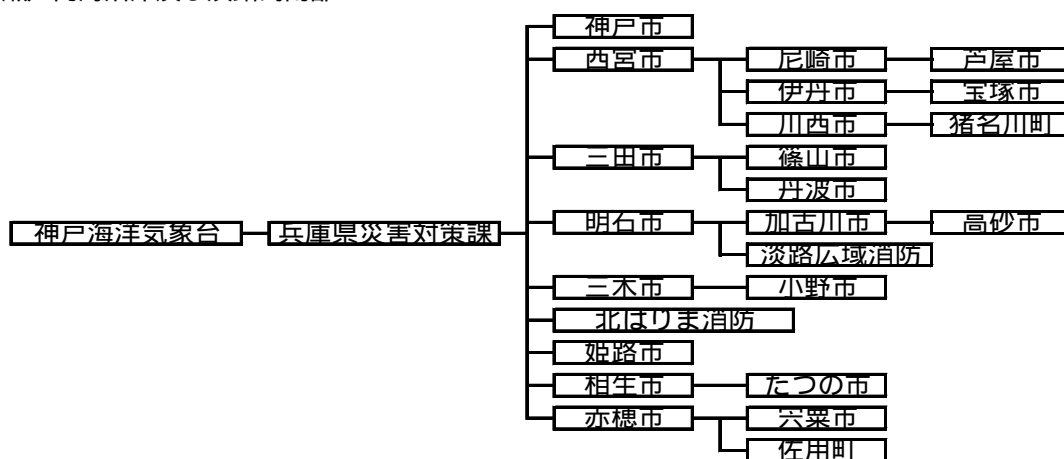 神戸市
西宮市 尼崎市 芦屋市
伊丹市 宝塚市
川西市 猪名川町
三田市 篠山市
丹波市
神戸海洋気象台 兵庫県災害対策課 明石市 加古川市 高砂市
淡路広域消防
三木市 小野市
北はりま消防
姫路市
相生市 たつの市
赤穂市 宍粟市
佐用町